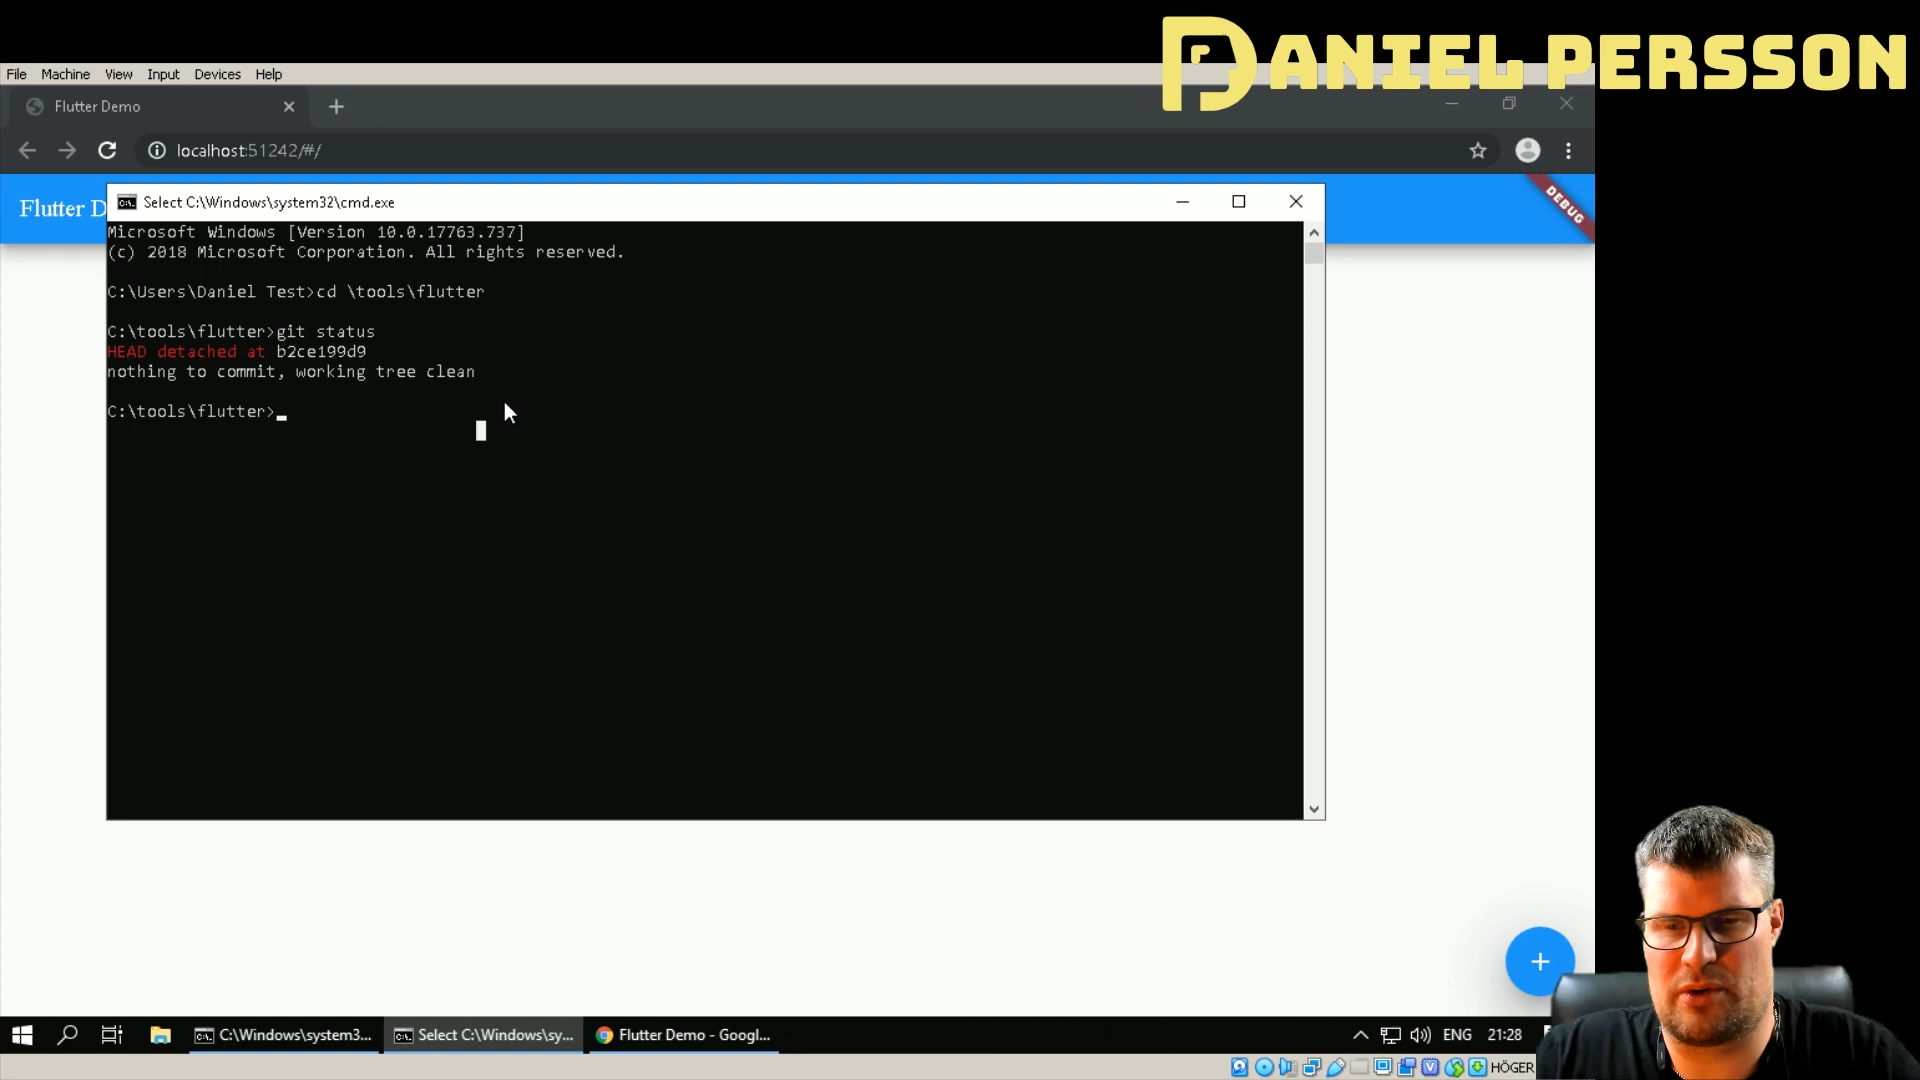 DANIEL PERSSON
File Machine View Input Devices Help
Flutter Demo
localhost:51242/#/
Flutter D
DEBUG
Select C:\Windows\system32\cmd.exe
Microsoft Windows [Version 10.0.17763.737]
(c) 2018 Microsoft Corporation. All rights reserved.
C:\Users\Daniel Test>cd \tools\flutter
C:\tools\flutter>git status
HEAD detached at b2ce199d9
nothing to commit, working tree clean
C:\tools\flutter>
C:\Windows\system3...
Select C:\Windows\sy...
Flutter Demo - Googl...
ENG
21:28
HÖGER